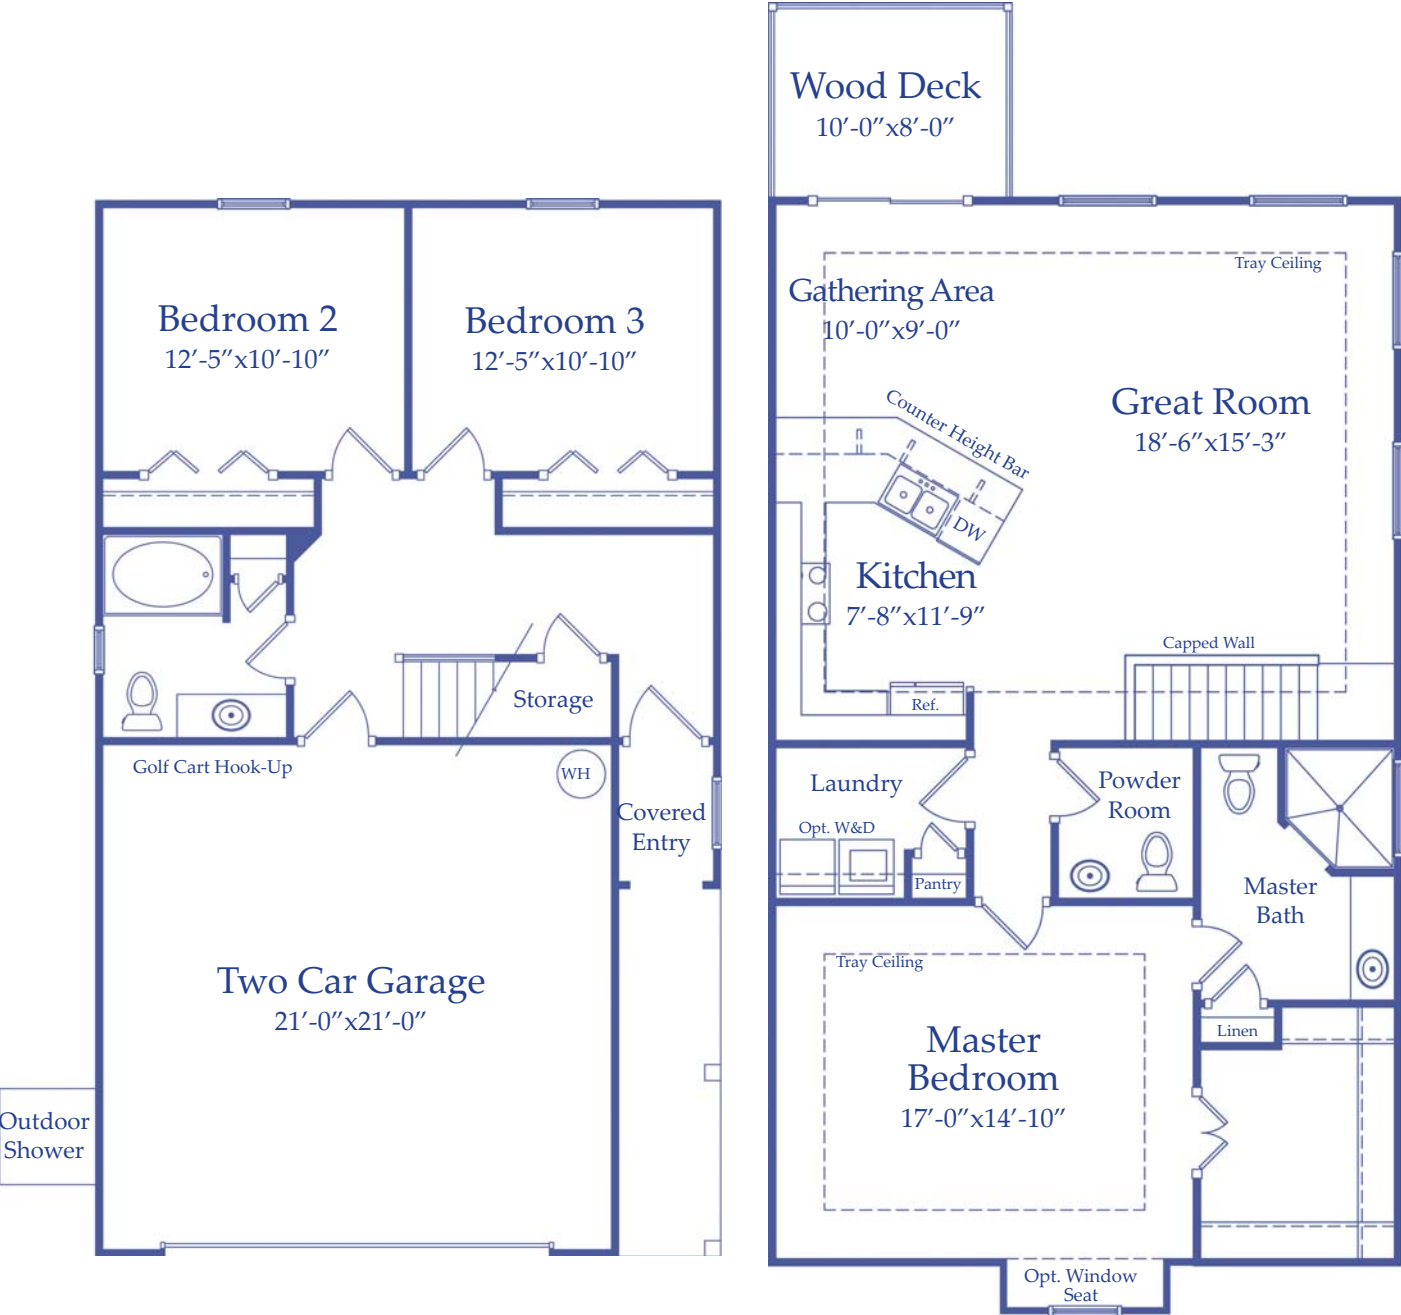 Wood Deck
10′-0″x8′-0″
Bedroom 2
12′-5″x10′-10″
Bedroom 3
12′-5″x10′-10″
Storage
Golf Cart Hook-Up
WH
Covered
Entry
Two Car Garage
21′-0″x21′-0″
Outdoor
Shower
Tray Ceiling
Gathering Area
10′-0″x9′-0″
Great Room
18′-6″x15′-3″
Counter Height Bar
DW
Kitchen
7′-8″x11′-9″
Capped Wall
Ref.
Laundry
Opt. W&D
Pantry
Powder
Room
Master
Bath
Tray Ceiling
Linen
Master
Bedroom
17′-0″x14′-10″
Opt. Window
Seat